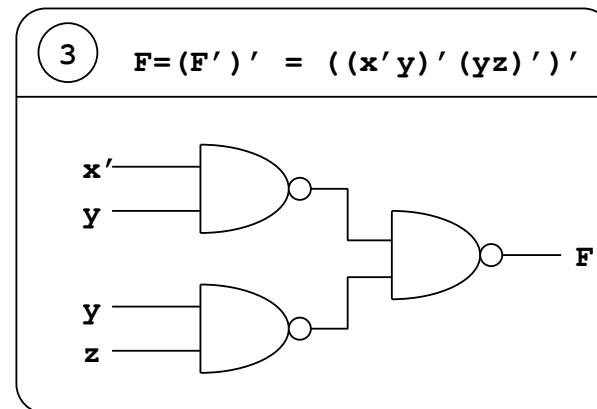 3
F=(F′)′ = ((x′y)′(yz)′)′
x′
y
F
y
z